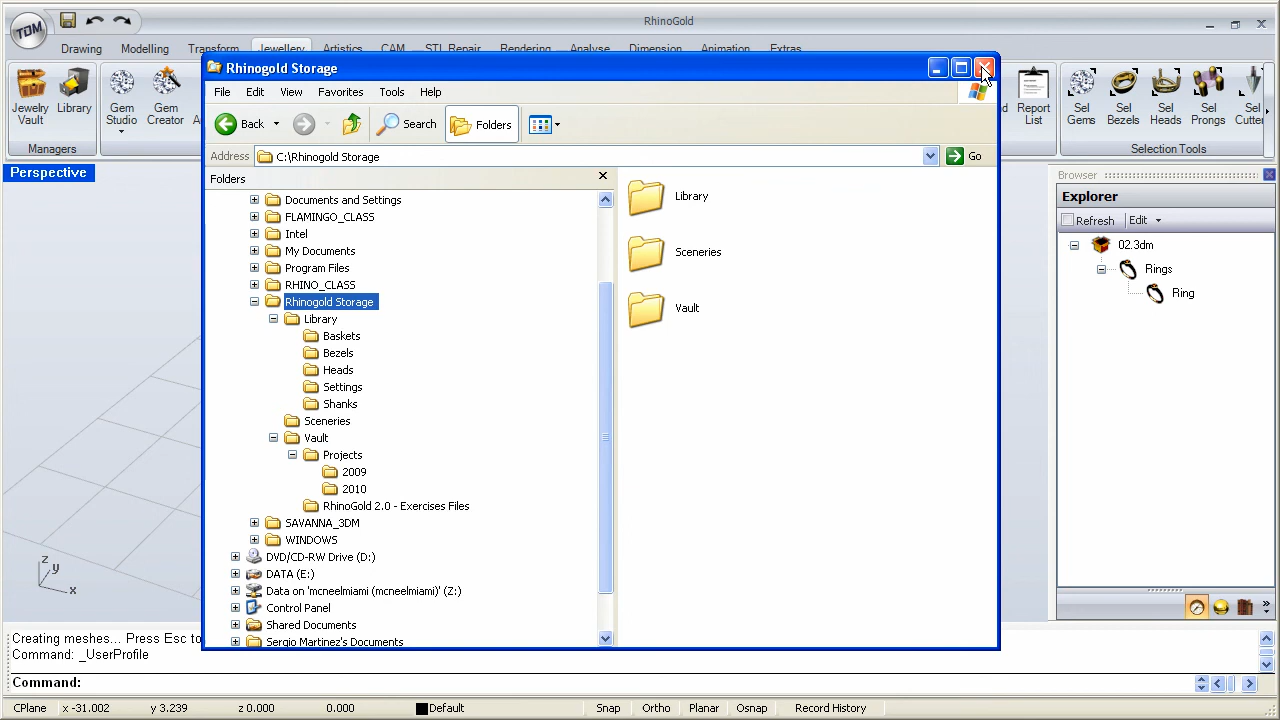 RhinoGold
TDM
Drawing Modelling Transform Jewellery Artistics CAM STL Repair Rendering Analyse Dimension Animation Extras
Rhinogold Storage
File Edit View Favorites Tools Help
Jewelry Vault
Library
Gem Studio
Gem Creator
Report List
Sel Gems
Sel Bezels
Sel Heads
Sel Prongs
Sel Cutter
Managers
Selection Tools
Back Search Folders
Address C:\Rhinogold Storage Go
Perspective
Folders
Browser
Explorer
Refresh Edit
02.3dm
Rings
Ring
Documents and Settings
FLAMINGO_CLASS
Intel
My Documents
Program Files
RHINO_CLASS
Rhinogold Storage
Library
Baskets
Bezels
Heads
Settings
Shanks
Sceneries
Vault
Projects
2009
2010
RhinoGold 2.0 - Exercises Files
SAVANNA_3DM
WINDOWS
DVD/CD-RW Drive (D:)
DATA (E:)
Data on 'mcneelmiami (mcneelmiami)' (Z:)
Control Panel
Shared Documents
Sergio Martinez's Documents
Library
Sceneries
Vault
z
y
x
Creating meshes... Press Esc to
Command: _UserProfile
Command:
CPlane x -31.002 y 3.239 z 0.000 0.000 Default Snap Ortho Planar Osnap Record History